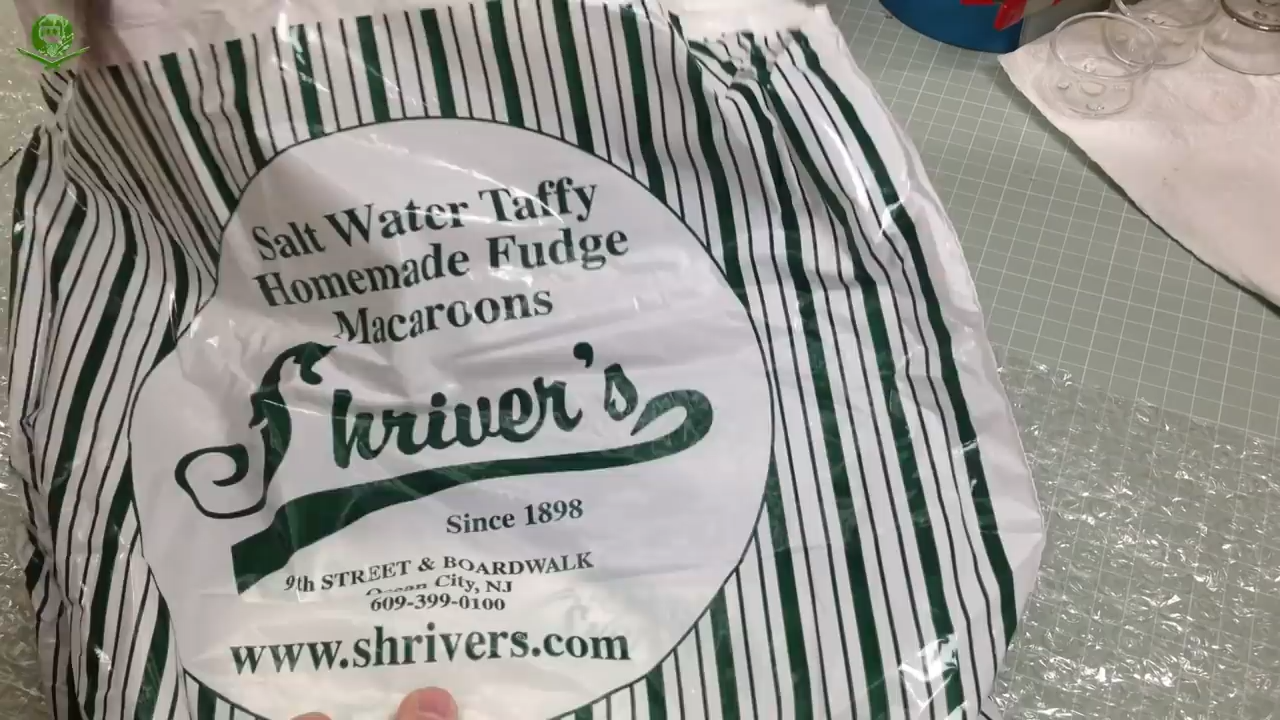 Salt Water Taffy
Homemade Fudge
Macaroons
Shriver's
Since 1898
9th STREET & BOARDWALK
Ocean City, NJ
609-399-0100
www.shrivers.com